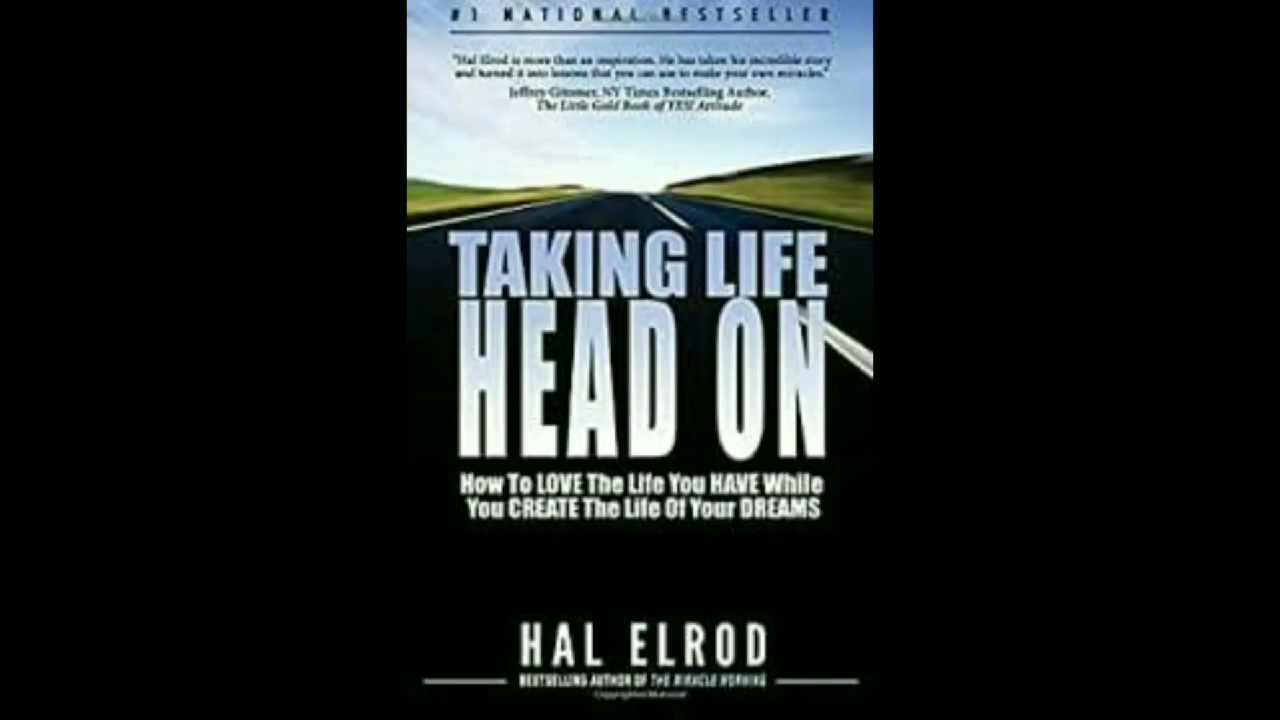 #1 NATIONAL BESTSELLER
"Hal Elrod is more than an inspiration. He has taken his incredible story
and turned it into lessons that you can use to make your own miracles."
Jeffrey Gitomer, NY Times Bestselling Author,
The Little Gold Book of YES! Attitude
TAKING LIFE
HEAD ON
How To LOVE The Life You HAVE While
You CREATE The Life Of Your DREAMS
HAL ELROD
BESTSELLING AUTHOR OF THE MIRACLE MORNING
Copyrighted Material